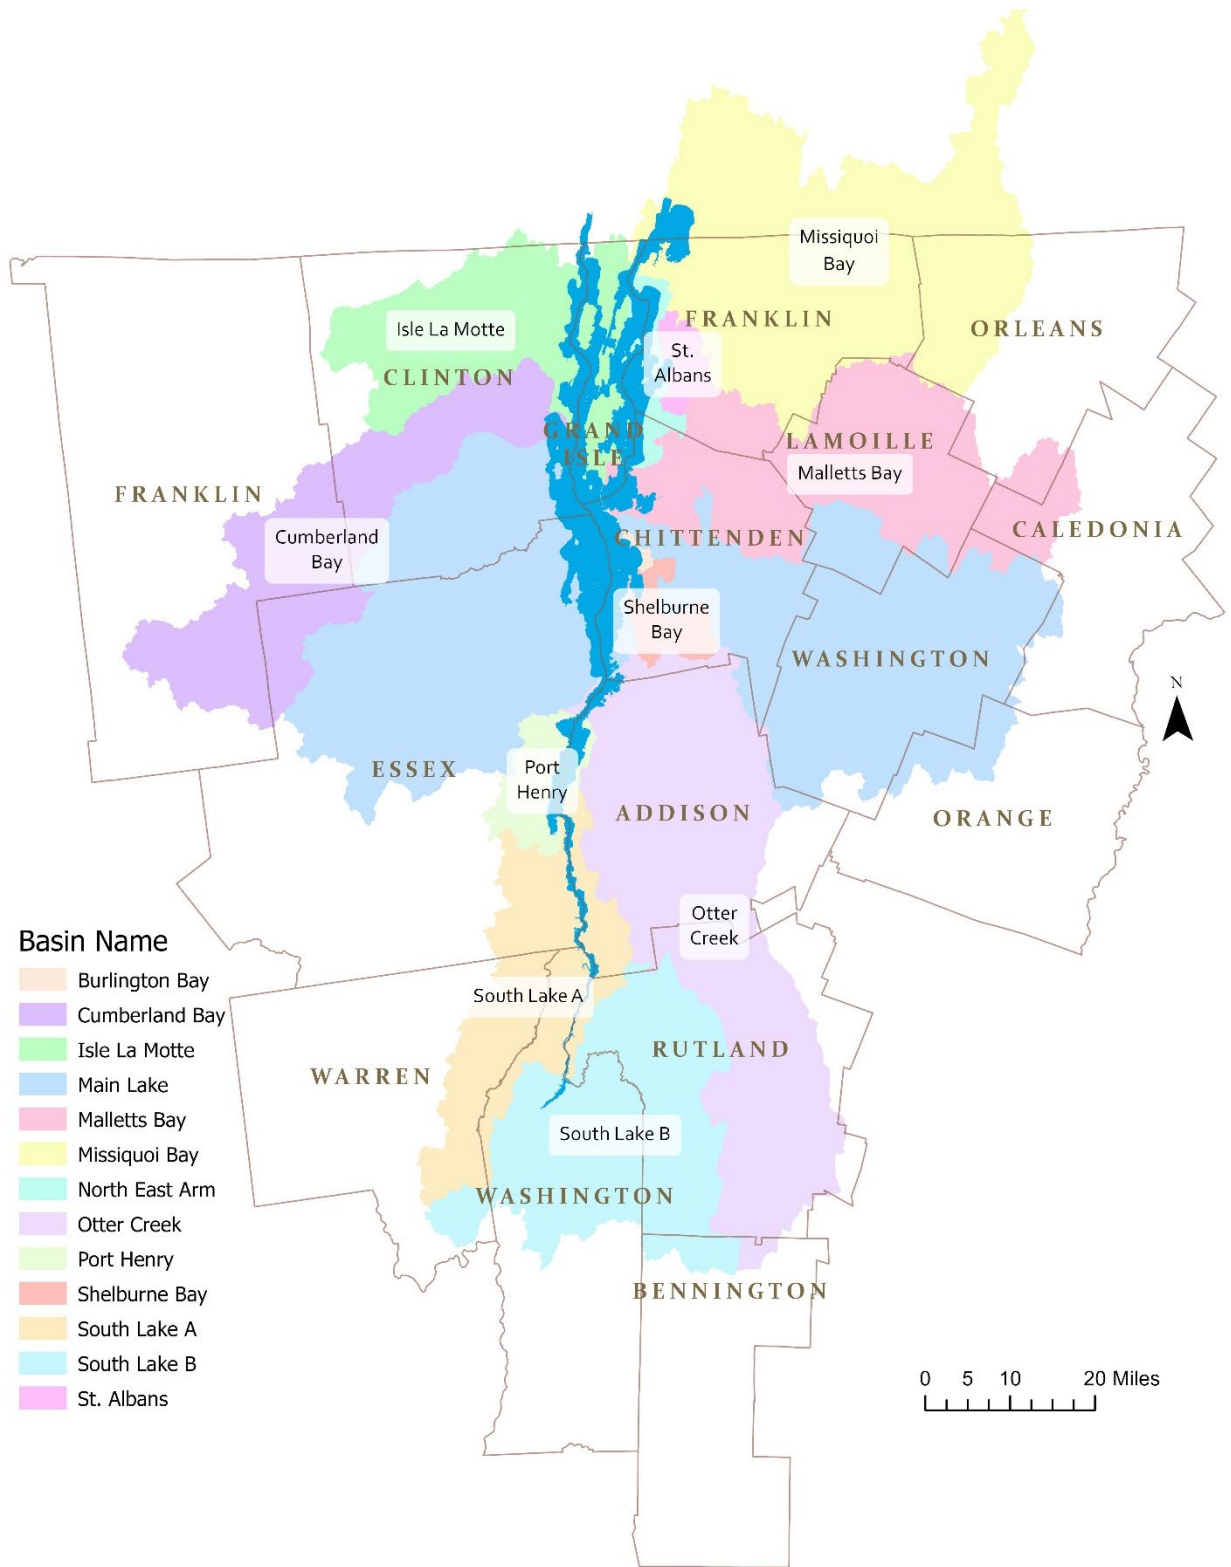 Missiquoi
Bay
FRANKLIN
ORLEANS
Isle La Motte
CLINTON
St.
Albans
GRAND
ISLE
LAMOILLE
Malletts Bay
FRANKLIN
Cumberland
Bay
CHITTENDEN
CALEDONIA
Shelburne
Bay
WASHINGTON
N
ESSEX
Port
Henry
ADDISON
ORANGE
Otter
Creek
South Lake A
RUTLAND
WARREN
South Lake B
WASHINGTON
BENNINGTON
Basin Name
Burlington Bay
Cumberland Bay
Isle La Motte
Main Lake
Malletts Bay
Missiquoi Bay
North East Arm
Otter Creek
Port Henry
Shelburne Bay
South Lake A
South Lake B
St. Albans
0 5 10 20 Miles